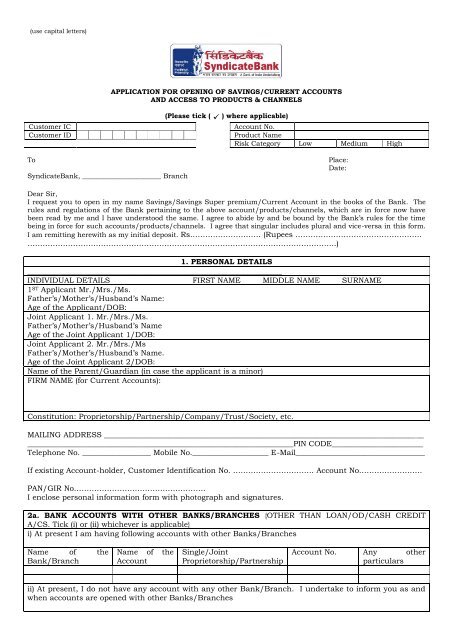 (use capital letters)
सिंडिकेटबैंक
SyndicateBank
APPLICATION FOR OPENING OF SAVINGS/CURRENT ACCOUNTS
AND ACCESS TO PRODUCTS & CHANNELS
(Please tick ( ✓ ) where applicable)
Customer IC Account No.
Customer ID Product Name
Risk Category Low Medium High
To Place:
Date:
SyndicateBank, ______________________ Branch
Dear Sir,
I request you to open in my name Savings/Savings Super premium/Current Account in the books of the Bank. The
rules and regulations of the Bank pertaining to the above account/products/channels, which are in force now have
been read by me and I have understood the same. I agree to abide by and be bound by the Bank's rules for the time
being in force for such accounts/products/channels. I agree that singular includes plural and vice-versa in this form.
I am remitting herewith as my initial deposit. Rs............................ (Rupees ..................................................
..........................................................................................................................)
1. PERSONAL DETAILS
INDIVIDUAL DETAILS FIRST NAME MIDDLE NAME SURNAME
1ST Applicant Mr./Mrs./Ms.
Father's/Mother's/Husband's Name:
Age of the Applicant/DOB:
Joint Applicant 1. Mr./Mrs./Ms.
Father's/Mother's/Husband's Name
Age of the Joint Applicant 1/DOB:
Joint Applicant 2. Mr./Mrs./Ms
Father's/Mother's/Husband's Name.
Age of the Joint Applicant 2/DOB:
Name of the Parent/Guardian (in case the applicant is a minor)
FIRM NAME (for Current Accounts):
Constitution: Proprietorship/Partnership/Company/Trust/Society, etc.
MAILING ADDRESS ______________________________________________________________
______________________________________________________PIN CODE___________________
Telephone No. __________________ Mobile No.____________________ E-Mail___________________________
If existing Account-holder, Customer Identification No. ................................ Account No.........................
PAN/GIR No....................................................
I enclose personal information form with photograph and signatures.
2a. BANK ACCOUNTS WITH OTHER BANKS/BRANCHES (OTHER THAN LOAN/OD/CASH CREDIT
A/CS. Tick (i) or (ii) whichever is applicable)
i) At present I am having following accounts with other Banks/Branches
Name of the Name of the Single/Joint Account No. Any other
Bank/Branch Account Proprietorship/Partnership particulars
ii) At present, I do not have any account with any other Bank/Branch. I undertake to inform you as and
when accounts are opened with other Banks/Branches